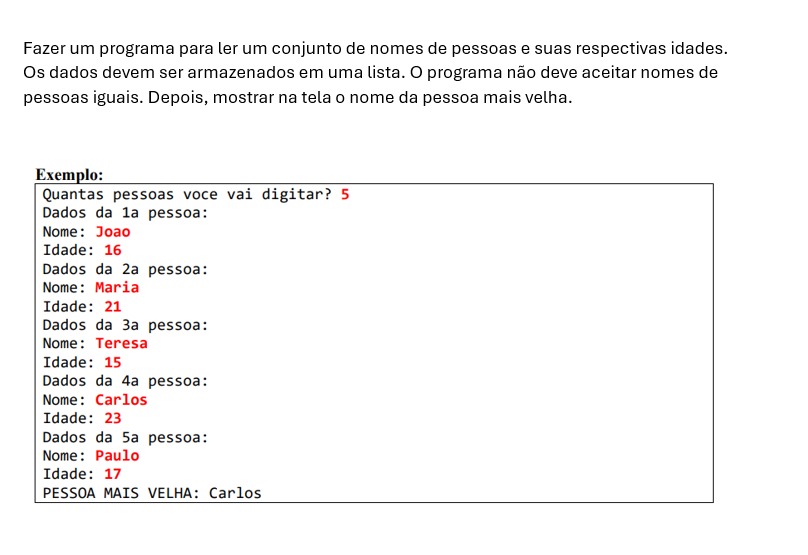 Fazer um programa para ler um conjunto de nomes de pessoas e suas respectivas idades.
Os dados devem ser armazenados em uma lista. O programa não deve aceitar nomes de
pessoas iguais. Depois, mostrar na tela o nome da pessoa mais velha.
Exemplo:
Quantas pessoas voce vai digitar? 5
Dados da 1a pessoa:
Nome: Joao
Idade: 16
Dados da 2a pessoa:
Nome: Maria
Idade: 21
Dados da 3a pessoa:
Nome: Teresa
Idade: 15
Dados da 4a pessoa:
Nome: Carlos
Idade: 23
Dados da 5a pessoa:
Nome: Paulo
Idade: 17
PESSOA MAIS VELHA: Carlos